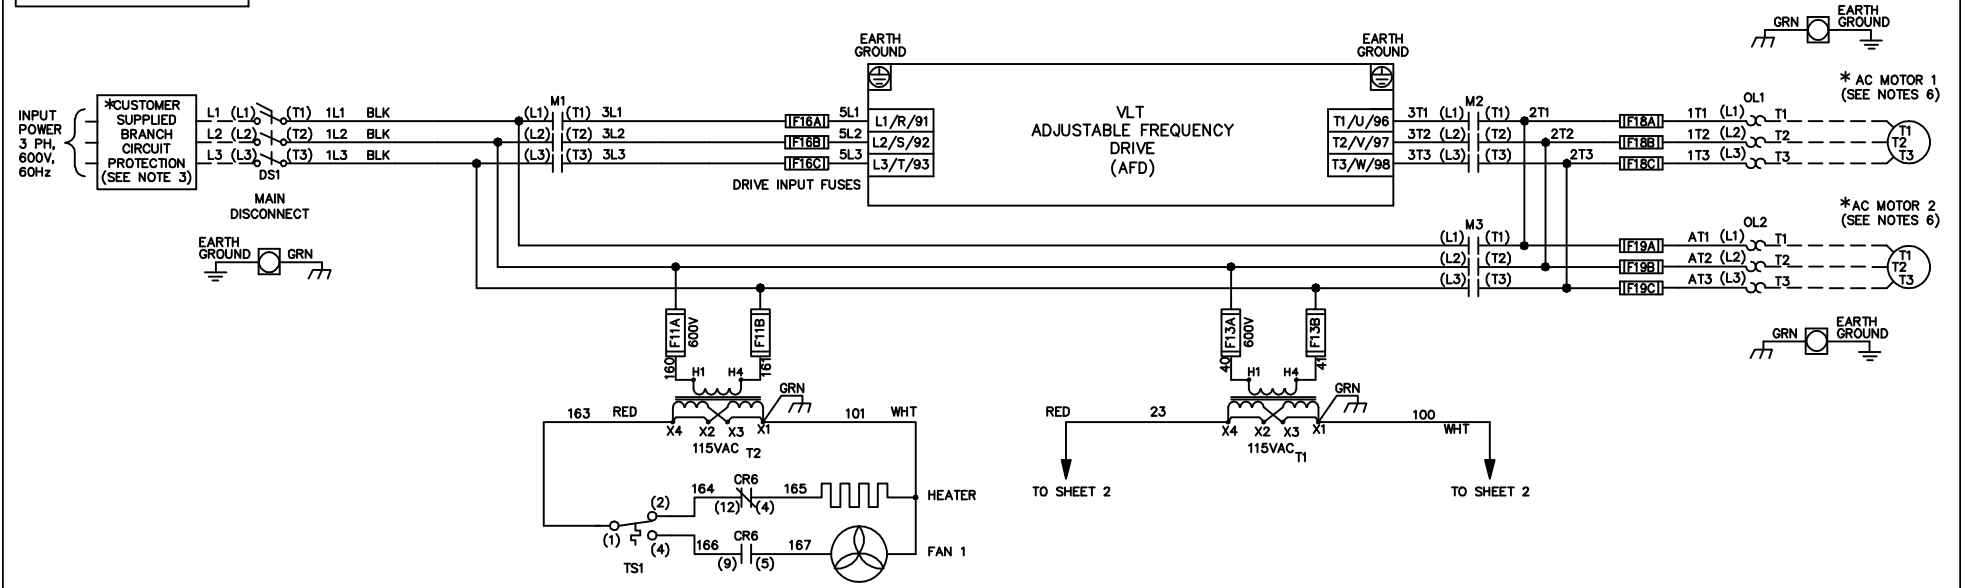 INPUT
POWER
3 PH,
600V,
60Hz
*CUSTOMER
SUPPLIED
BRANCH
CIRCUIT
PROTECTION
(SEE NOTE 3)
L1 (L1) (T1) 1L1 BLK
L2 (L2) (T2) 1L2 BLK
L3 (L3) (T3) 1L3 BLK
DS1
MAIN
DISCONNECT
EARTH
GROUND
GRN
M1
(L1) (T1) 3L1
(L2) (T2) 3L2
(L3) (T3) 3L3
F16A 5L1
F16B 5L2
F16C 5L3
DRIVE INPUT FUSES
EARTH
GROUND
L1/R/91
L2/S/92
L3/T/93
VLT
ADJUSTABLE FREQUENCY
DRIVE
(AFD)
EARTH
GROUND
T1/U/96
T2/V/97
T3/W/98
M2
3T1 (L1) (T1) 2T1
3T2 (L2) (T2) 2T2
3T3 (L3) (T3) 2T3
OL1
F18A 1T1 (L1) T1
F18B 1T2 (L2) T2
F18C 1T3 (L3) T3
T1
T2
T3
GRN
EARTH
GROUND
* AC MOTOR 1
(SEE NOTES 6)
M3
(L1) (T1)
(L2) (T2)
(L3) (T3)
OL2
F19A AT1 (L1) T1
F19B AT2 (L2) T2
F19C AT3 (L3) T3
T1
T2
T3
*AC MOTOR 2
(SEE NOTES 6)
GRN
EARTH
GROUND
F11A
600V
F11B
160
161
H1 H4
GRN
163 RED
X4 X2 X3 X1
101 WHT
115VAC T2
F13A
600V
F13B
40
41
H1 H4
GRN
RED 23
X4 X2 X3 X1
100
WHT
115VAC T1
TO SHEET 2
TO SHEET 2
CR6
164 165
(12) (4)
HEATER
(2)
(1)
(4)
TS1
CR6
166 167
(9) (5)
FAN 1